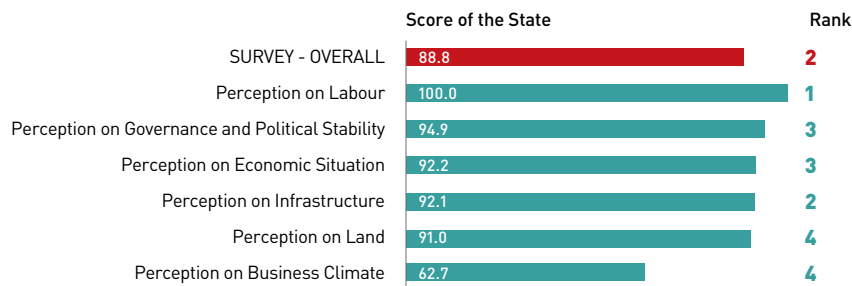 Score of the State Rank
SURVEY - OVERALL 88.8 2
Perception on Labour 100.0 1
Perception on Governance and Political Stability 94.9 3
Perception on Economic Situation 92.2 3
Perception on Infrastructure 92.1 2
Perception on Land 91.0 4
Perception on Business Climate 62.7 4